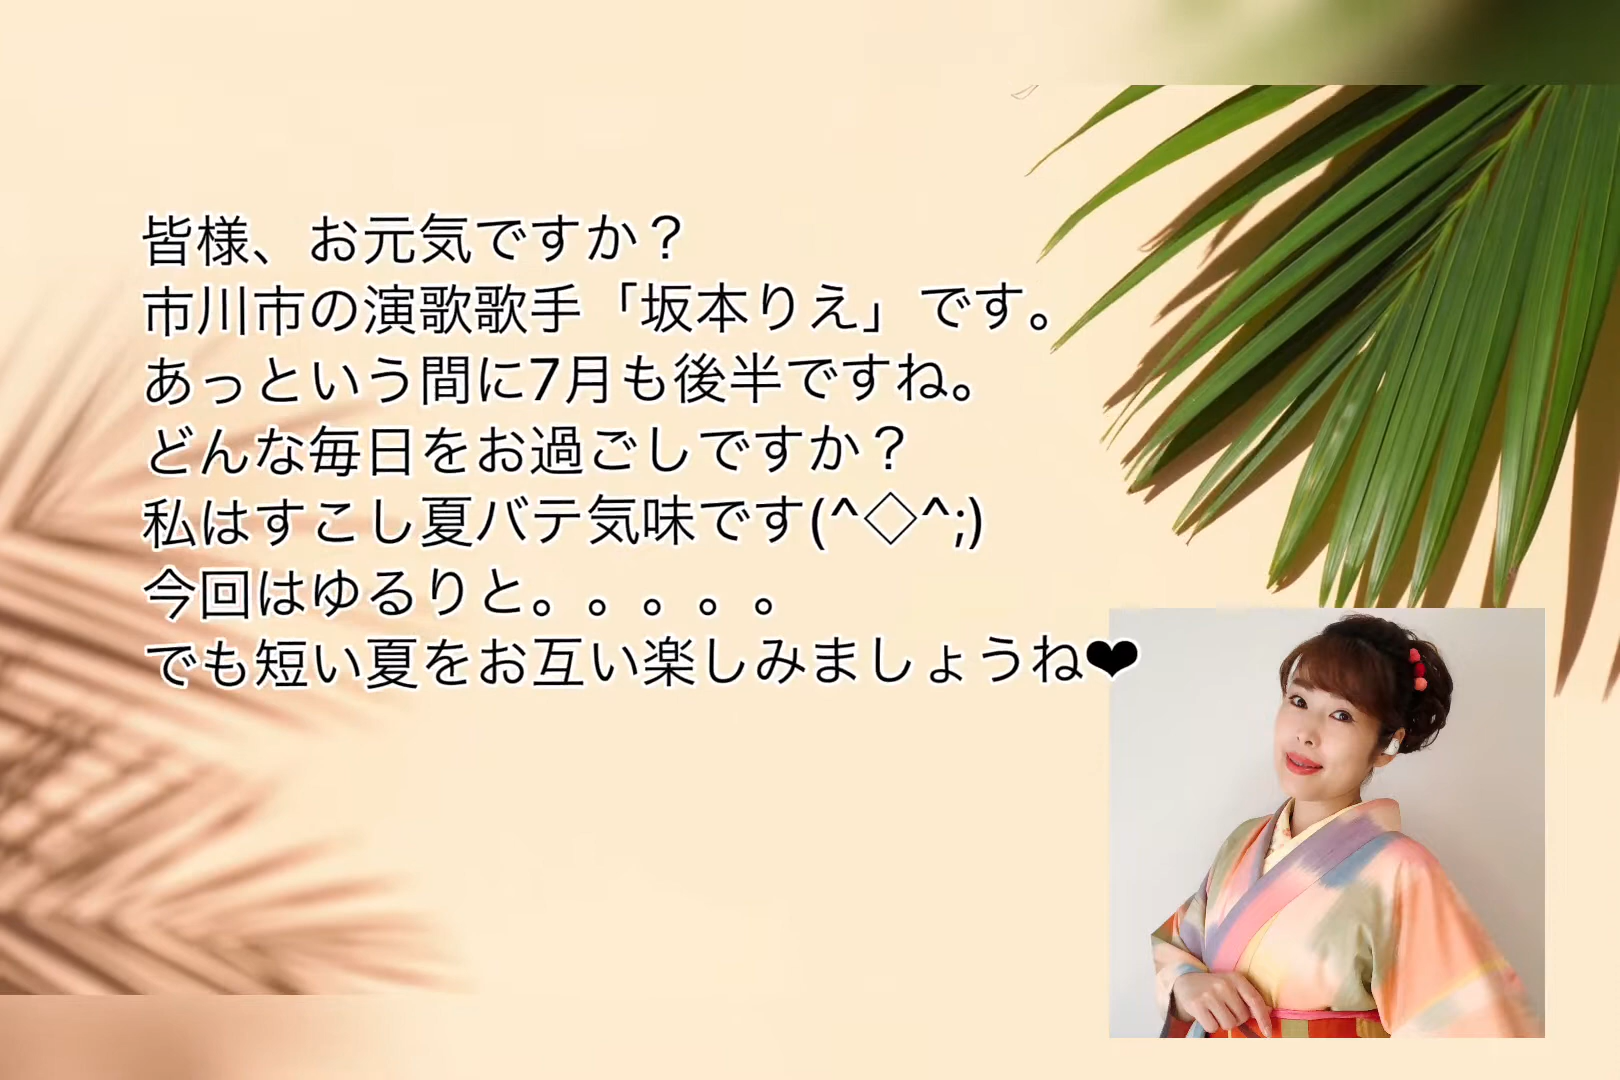 皆様、お元気ですか？
市川市の演歌歌手「坂本りえ」です。
あっという間に7月も後半ですね。
どんな毎日をお過ごしですか？
私はすこし夏バテ気味です(^◇^;)
今回はゆるりと。。。。。
でも短い夏をお互い楽しみましょうね❤